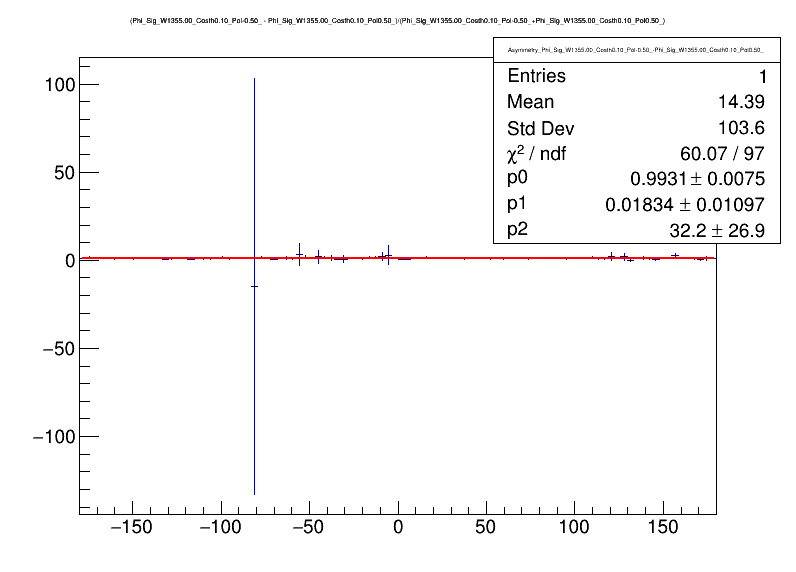 (Phi_Sig_W1355.00_Costh0.10_Pol-0.50_ - Phi_Sig_W1355.00_Costh0.10_Pol0.50_)/(Phi_Sig_W1355.00_Costh0.10_Pol-0.50_+Phi_Sig_W1355.00_Costh0.10_Pol0.50_)
Asymmetry_Phi_Sig_W1355.00_Costh0.10_Pol-0.50_-Phi_Sig_W1355.00_Costh0.10_Pol0.50_
Entries 1
Mean 14.39
Std Dev 103.6
χ² / ndf 60.07 / 97
p0 0.9931 ± 0.0075
p1 0.01834 ± 0.01097
p2 32.2 ± 26.9
100
50
0
−50
−100
−150 −100 −50 0 50 100 150